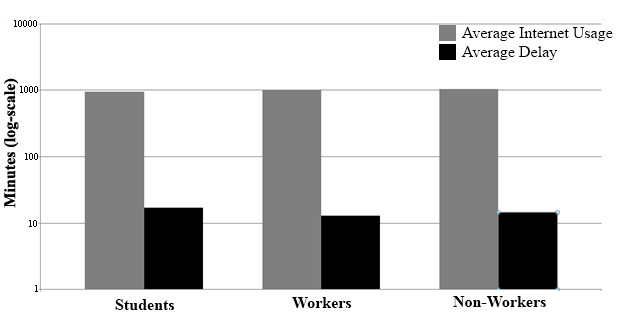 10000
Average Internet Usage
Average Delay
1000
100
10
1
Minutes (log-scale)
Students
Workers
Non-Workers